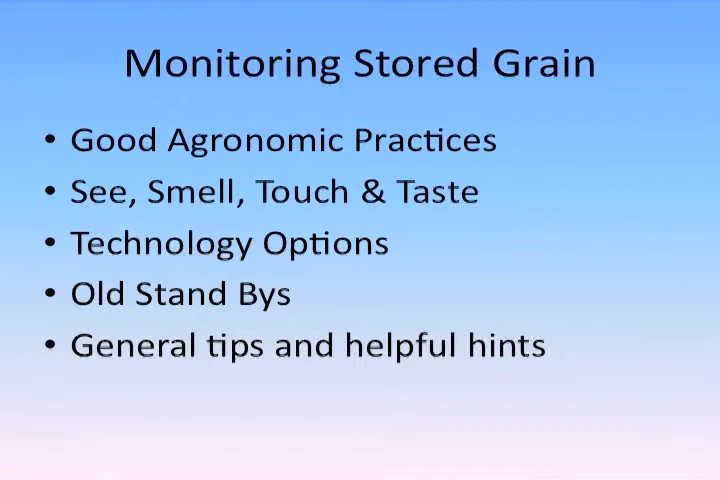 Monitoring Stored Grain
• Good Agronomic Practices
• See, Smell, Touch & Taste
• Technology Options
• Old Stand Bys
• General tips and helpful hints